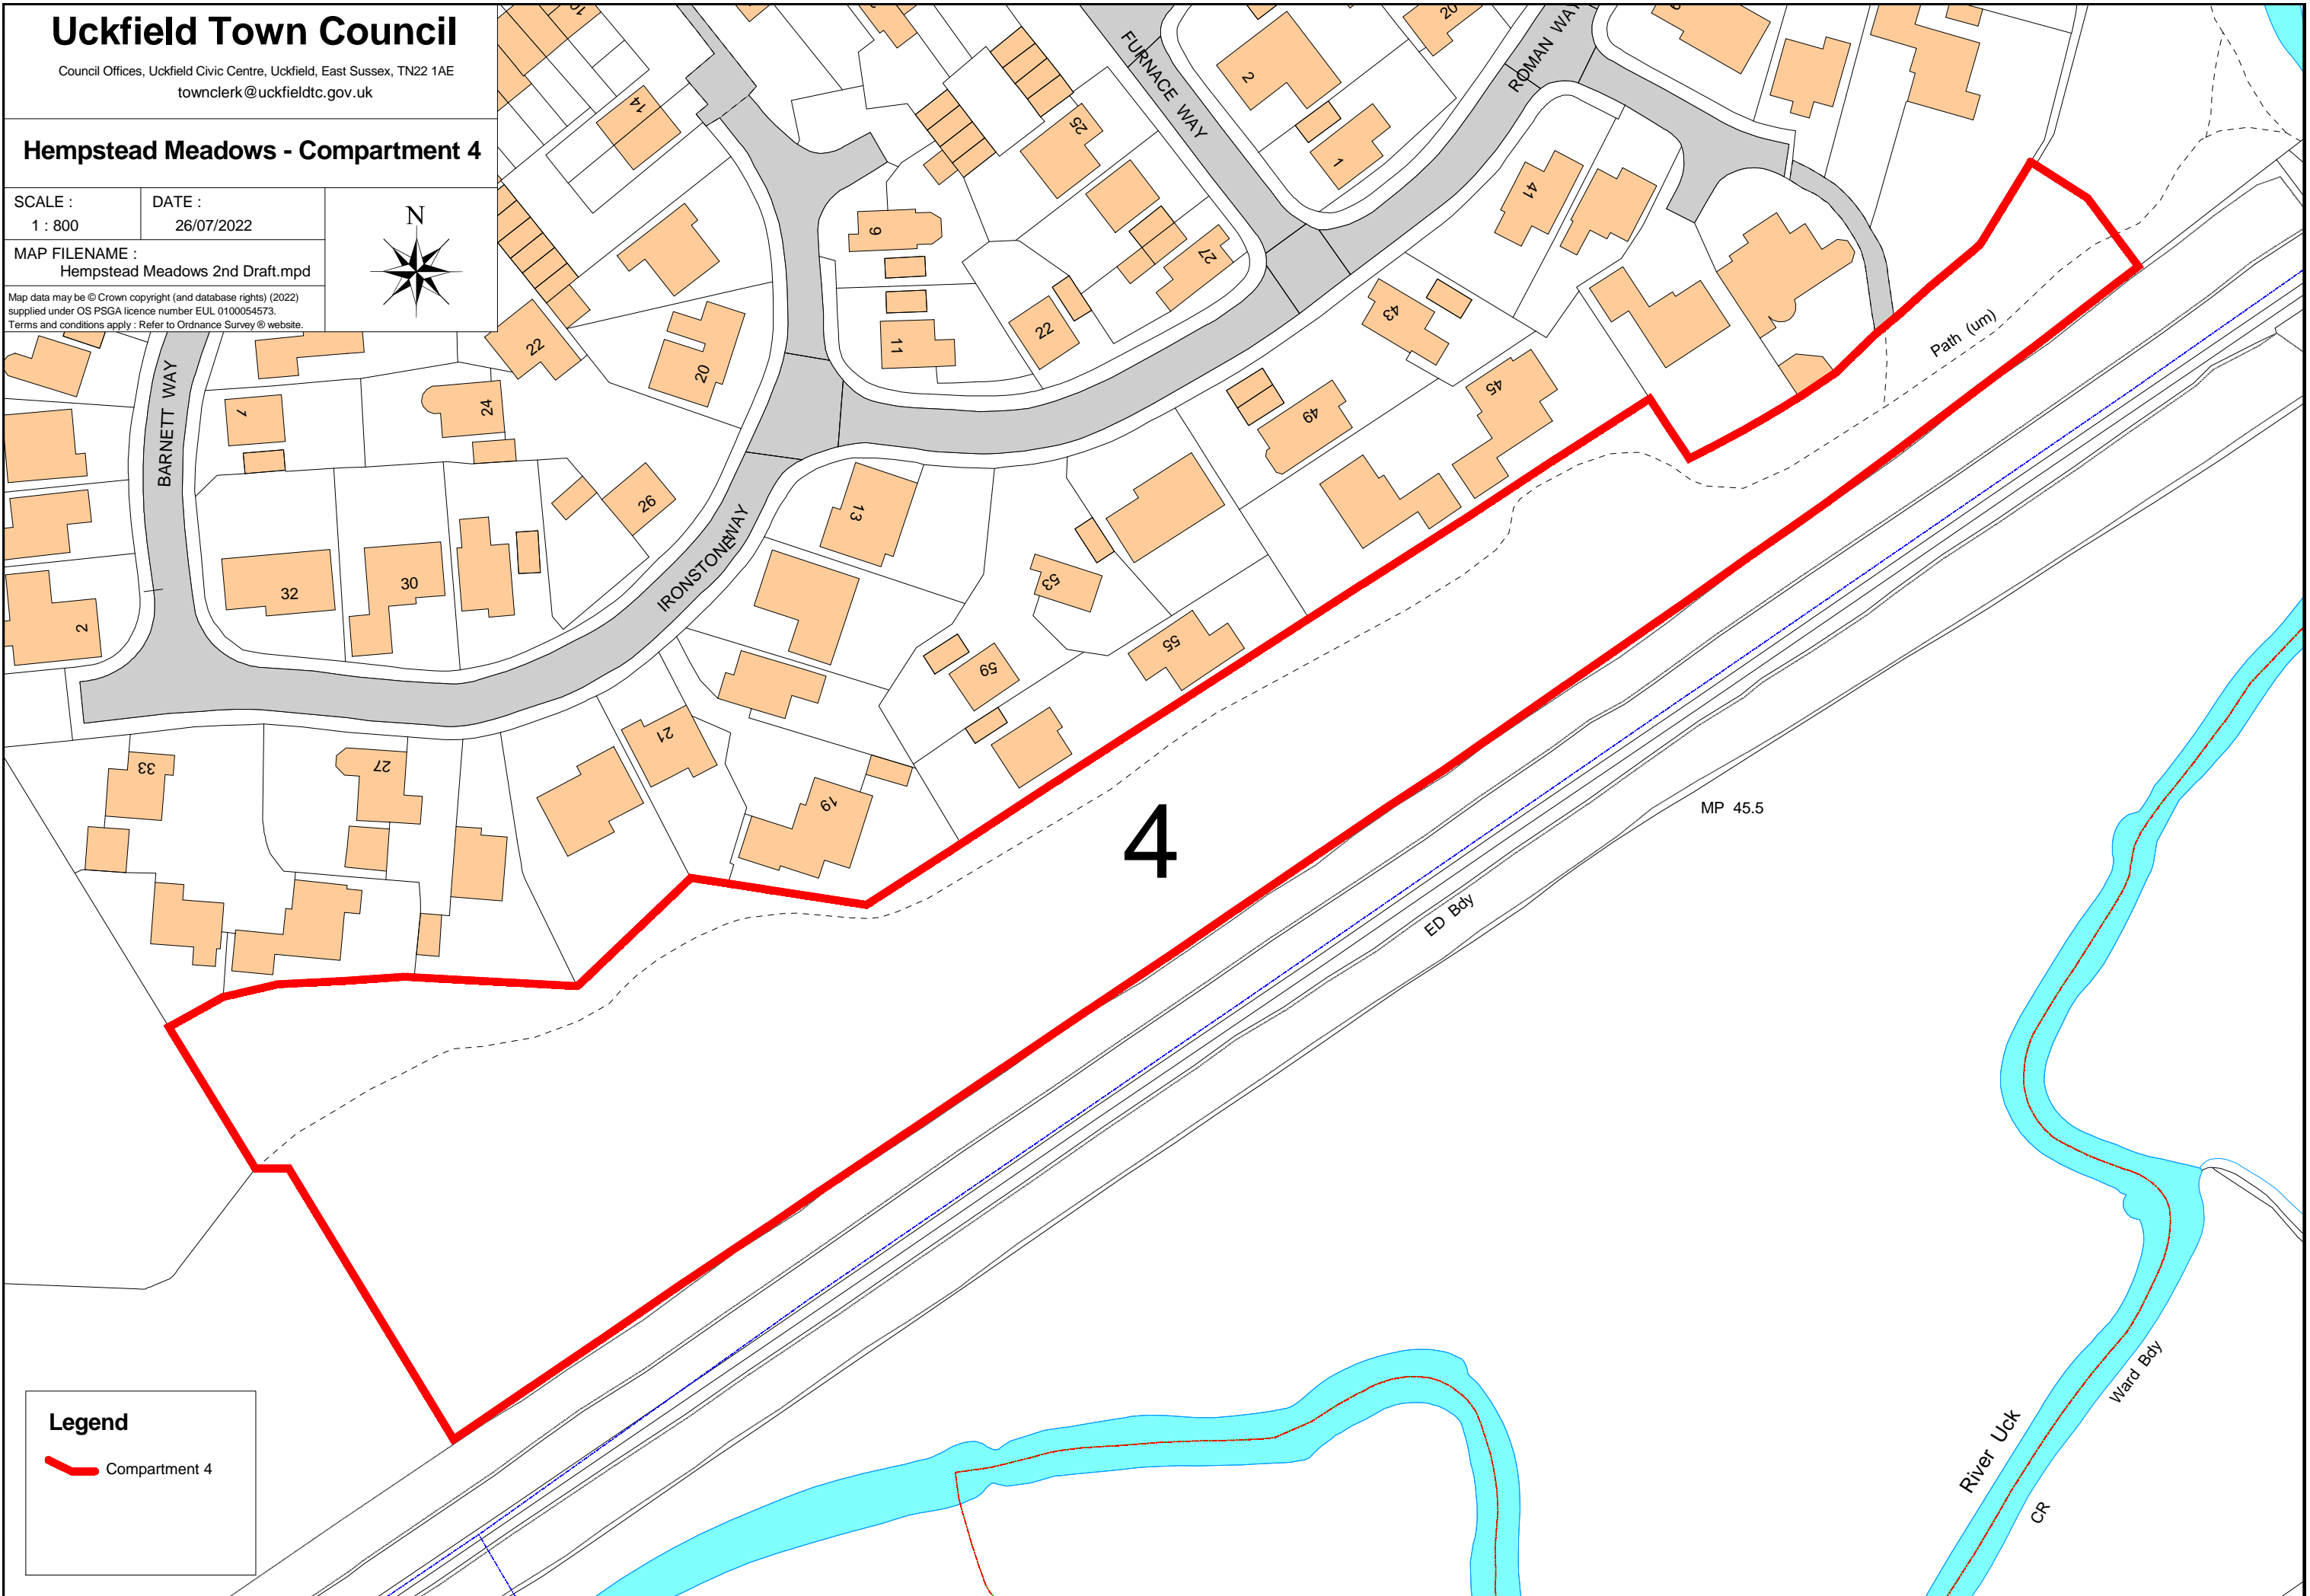 Uckfield Town Council
Council Offices, Uckfield Civic Centre, Uckfield, East Sussex, TN22 1AE
townclerk@uckfieldtc.gov.uk
Hempstead Meadows - Compartment 4
SCALE :
1 : 800
DATE :
26/07/2022
N
MAP FILENAME :
Hempstead Meadows 2nd Draft.mpd
Map data may be © Crown copyright (and database rights) (2022)
supplied under OS PSGA licence number EUL 0100054573.
Terms and conditions apply : Refer to Ordnance Survey ® website.
14
25
FURNACE WAY
2
1
20
ROMAN WAY
41
9
27
22
11
43
45
49
Path (um)
22
20
BARNETT WAY
7
24
26
13
32
30
2
IRONSTONE WAY
53
55
59
21
19
33
27
4
MP 45.5
ED Bdy
River Uck
Ward Bdy
CR
Legend
Compartment 4